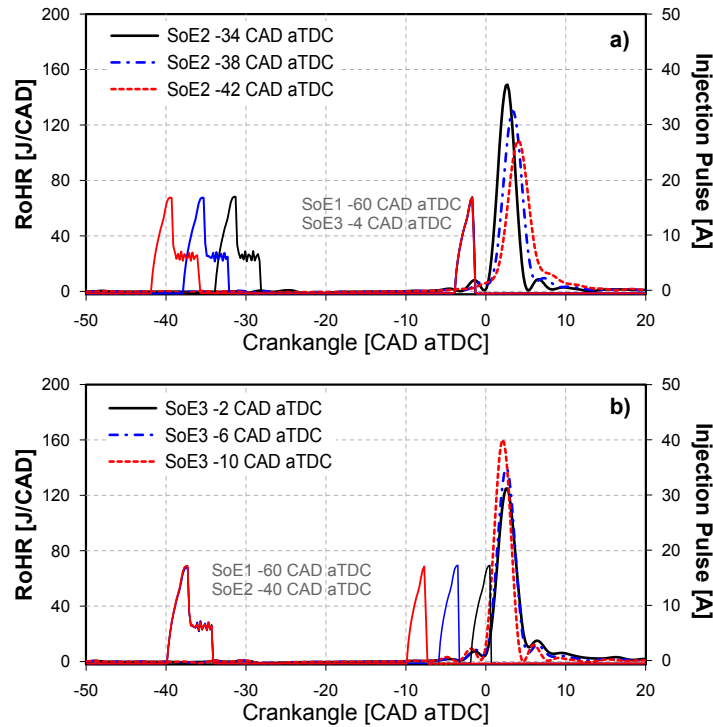 200
160
120
80
40
0
RoHR [J/CAD]
SoE2 -34 CAD aTDC
SoE2 -38 CAD aTDC
SoE2 -42 CAD aTDC
a)
SoE1 -60 CAD aTDC
SoE3 -4 CAD aTDC
50
40
30
20
10
0
Injection Pulse [A]
-50 -40 -30 -20 -10 0 10 20
Crankangle [CAD aTDC]
200
160
120
80
40
0
RoHR [J/CAD]
SoE3 -2 CAD aTDC
SoE3 -6 CAD aTDC
SoE3 -10 CAD aTDC
b)
SoE1 -60 CAD aTDC
SoE2 -40 CAD aTDC
50
40
30
20
10
0
Injection Pulse [A]
-50 -40 -30 -20 -10 0 10 20
Crankangle [CAD aTDC]